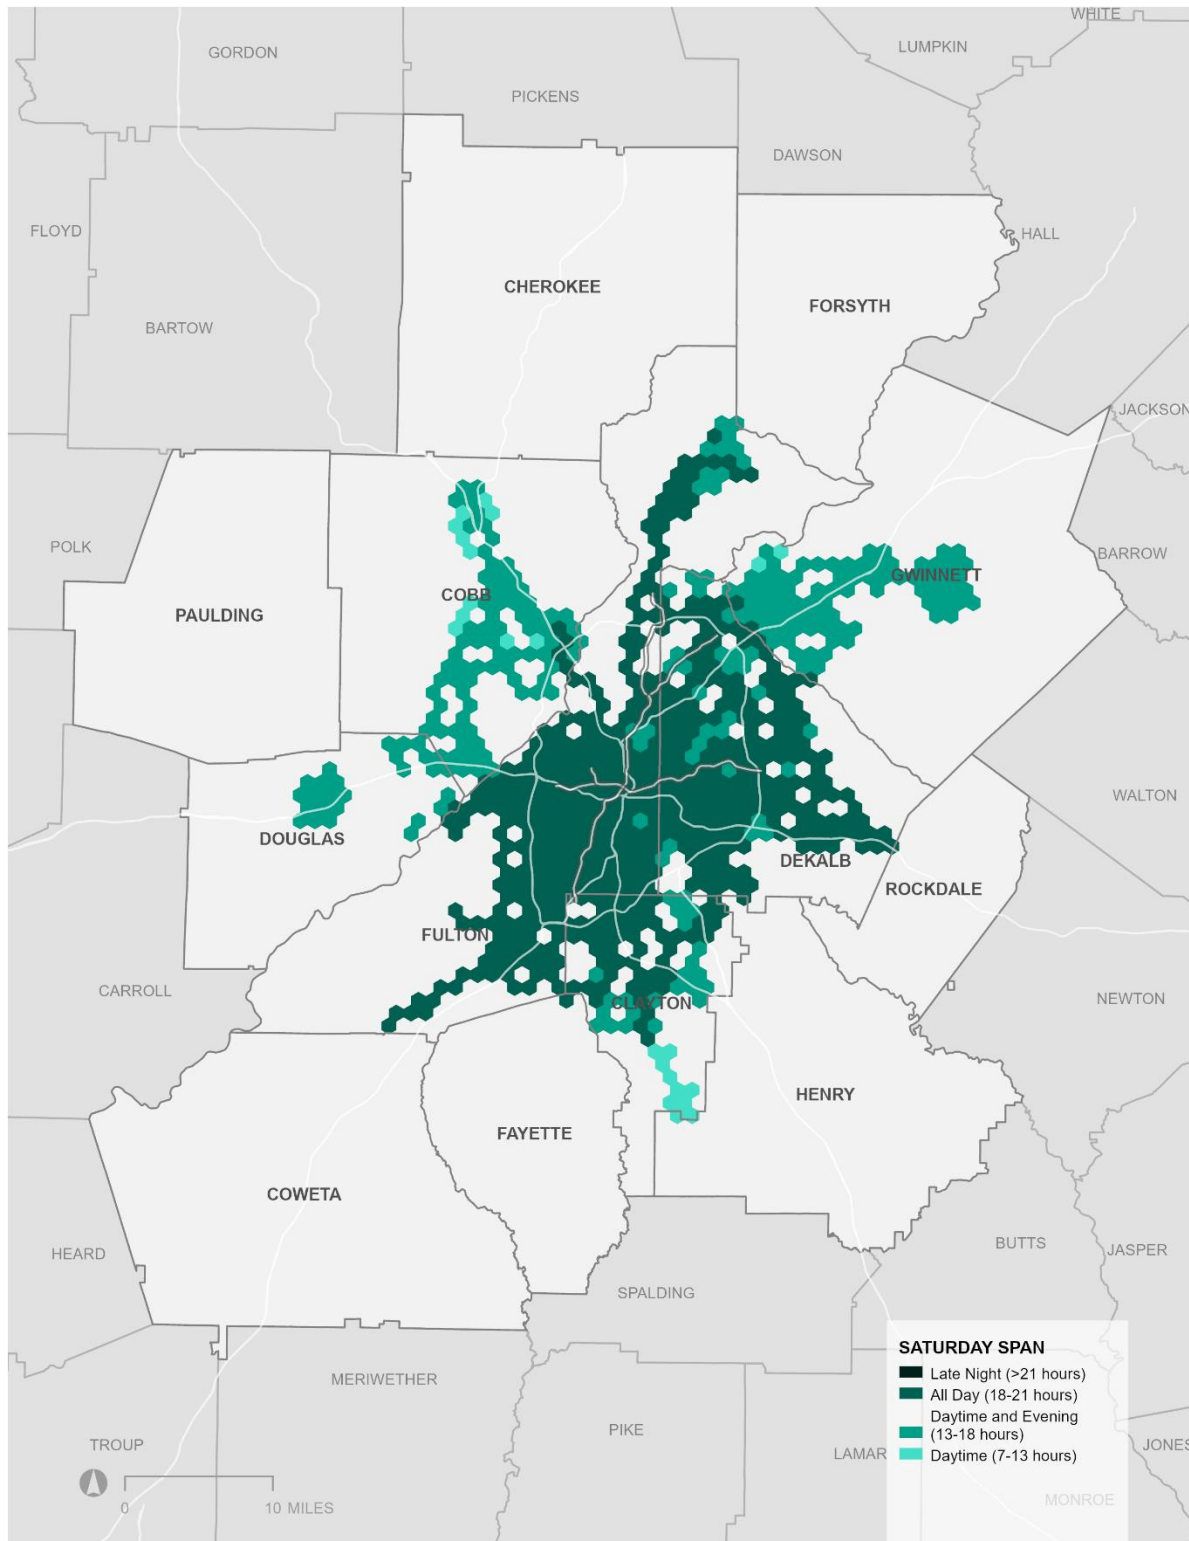 WHITE
LUMPKIN
GORDON
PICKENS
DAWSON
FLOYD
HALL
CHEROKEE
FORSYTH
BARTOW
JACKSON
POLK
BARROW
GWINNETT
COBB
PAULDING
WALTON
DOUGLAS
DEKALB
ROCKDALE
FULTON
CARROLL
NEWTON
CLAYTON
HENRY
FAYETTE
COWETA
BUTTS
JASPER
HEARD
SPALDING
SATURDAY SPAN
Late Night (>21 hours)
All Day (18-21 hours)
Daytime and Evening
(13-18 hours)
Daytime (7-13 hours)
MERIWETHER
PIKE
TROUP
LAMAR
JONES
MONROE
0 10 MILES